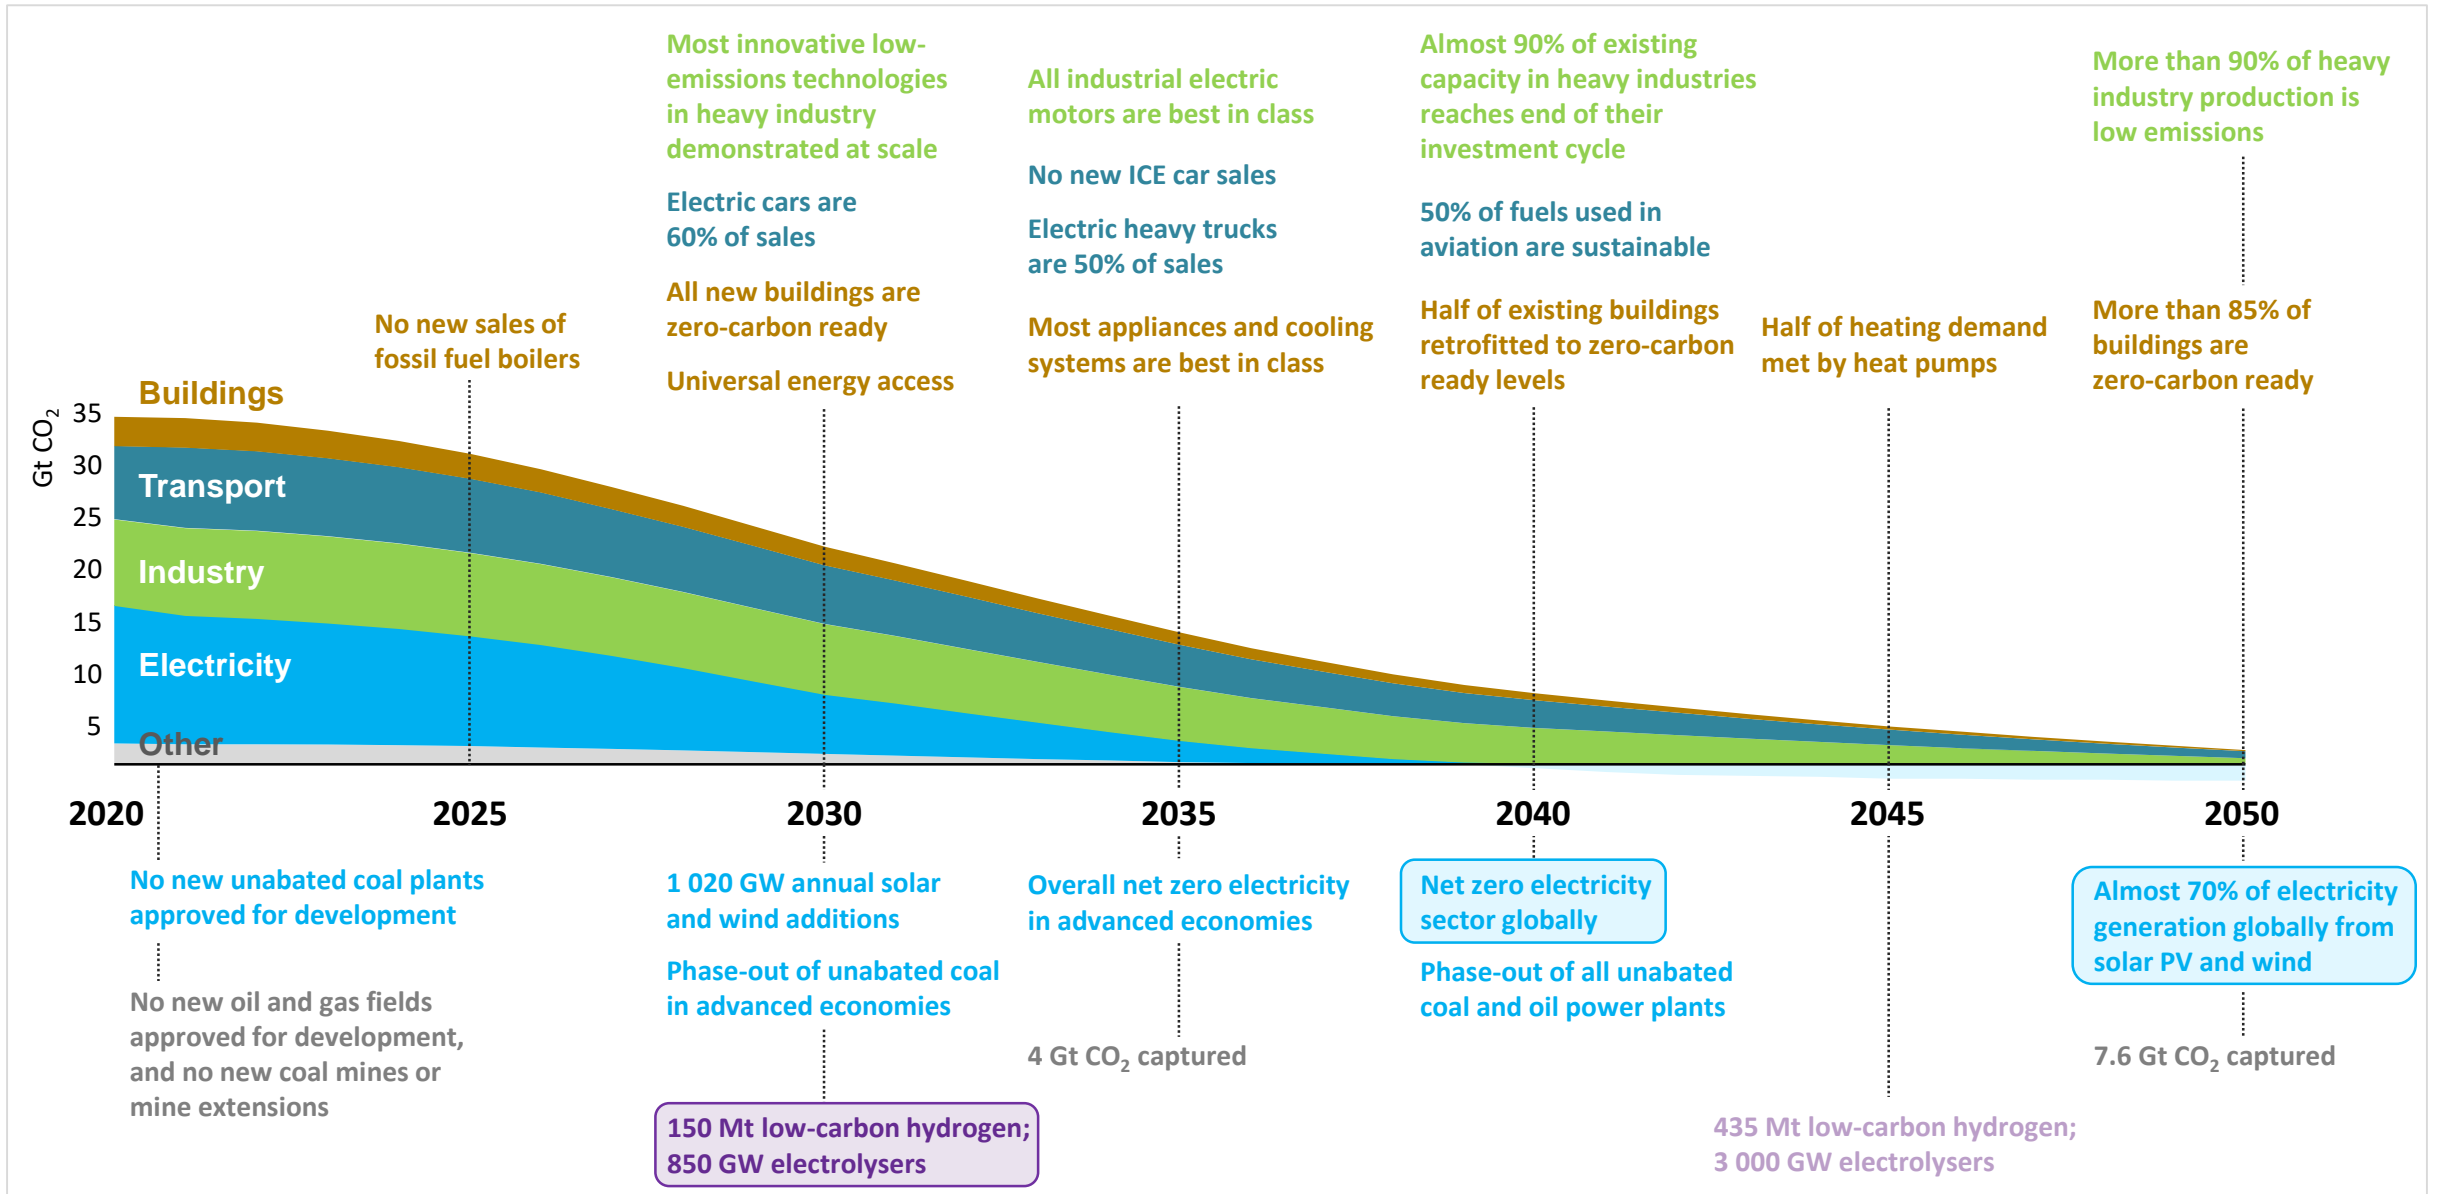 Most innovative low-
emissions technologies
in heavy industry
demonstrated at scale
Electric cars are
60% of sales
All new buildings are
zero-carbon ready
Universal energy access
All industrial electric
motors are best in class
No new ICE car sales
Electric heavy trucks
are 50% of sales
Most appliances and cooling
systems are best in class
Almost 90% of existing
capacity in heavy industries
reaches end of their
investment cycle
50% of fuels used in
aviation are sustainable
Half of existing buildings
retrofitted to zero-carbon
ready levels
Half of heating demand
met by heat pumps
More than 90% of heavy
industry production is
low emissions
More than 85% of
buildings are
zero-carbon ready
No new sales of
fossil fuel boilers
Gt CO₂
35
30
25
20
15
10
5
Buildings
Transport
Industry
Electricity
Other
2020
2025
2030
2035
2040
2045
2050
No new unabated coal plants
approved for development
No new oil and gas fields
approved for development,
and no new coal mines or
mine extensions
1 020 GW annual solar
and wind additions
Phase-out of unabated coal
in advanced economies
150 Mt low-carbon hydrogen;
850 GW electrolysers
Overall net zero electricity
in advanced economies
4 Gt CO₂ captured
Net zero electricity
sector globally
Phase-out of all unabated
coal and oil power plants
435 Mt low-carbon hydrogen;
3 000 GW electrolysers
Almost 70% of electricity
generation globally from
solar PV and wind
7.6 Gt CO₂ captured